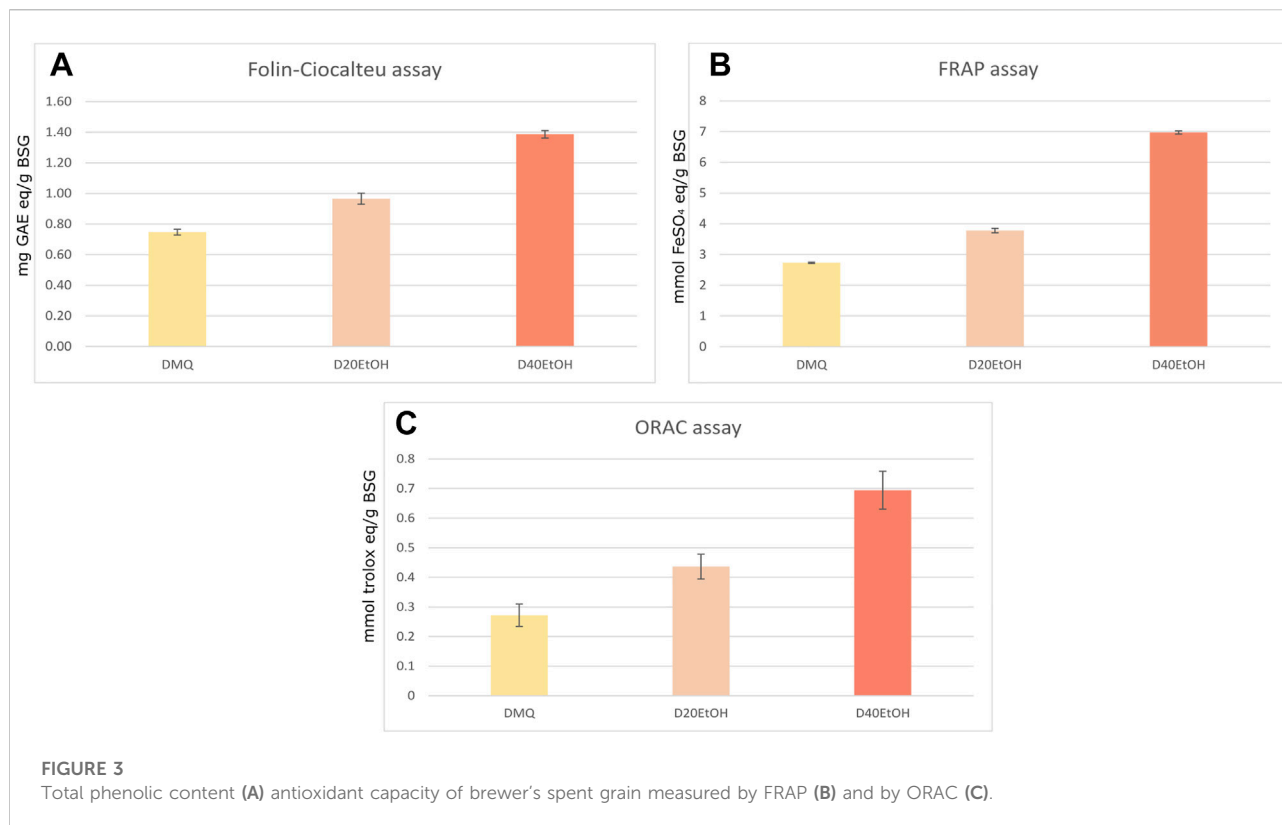 A
Folin-Ciocalteu assay
mg GAE eq/g BSG
1.60
1.40
1.20
1.00
0.80
0.60
0.40
0.20
0.00
DMQ D20EtOH D40EtOH
B
FRAP assay
mmol FeSO₄ eq/g BSG
8
7
6
5
4
3
2
1
0
DMQ D20EtOH D40EtOH
C
ORAC assay
mmol trolox eq/g BSG
0.8
0.7
0.6
0.5
0.4
0.3
0.2
0.1
0
DMQ D20EtOH D40EtOH
FIGURE 3
Total phenolic content (A) antioxidant capacity of brewer's spent grain measured by FRAP (B) and by ORAC (C).